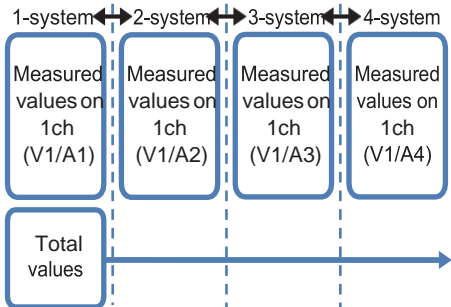 1-system 2-system 3-system 4-system
Measured values on 1ch (V1/A1)
Measured values on 1ch (V1/A2)
Measured values on 1ch (V1/A3)
Measured values on 1ch (V1/A4)
Total values